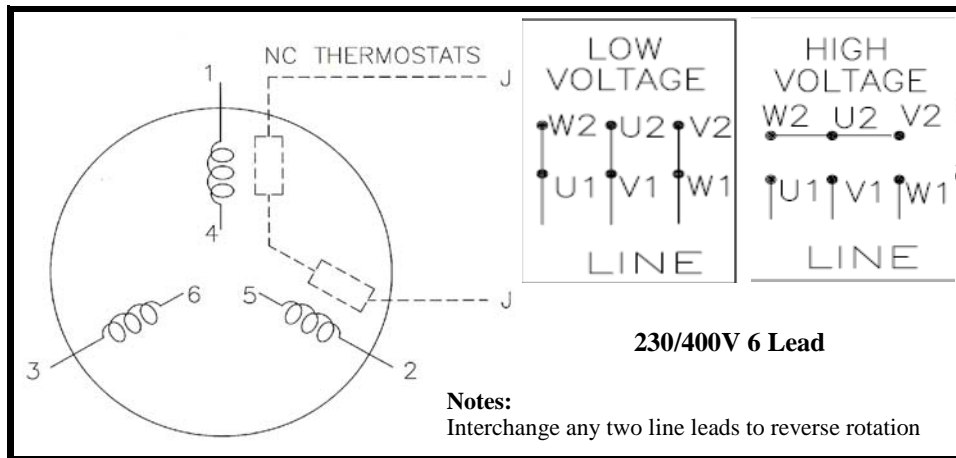 NC THERMOSTATS
1
J
4
6
5
3
2
J
LOW
VOLTAGE
W2 U2 V2
U1 V1 W1
LINE
HIGH
VOLTAGE
W2 U2 V2
U1 V1 W1
LINE
230/400V 6 Lead
Notes:
Interchange any two line leads to reverse rotation